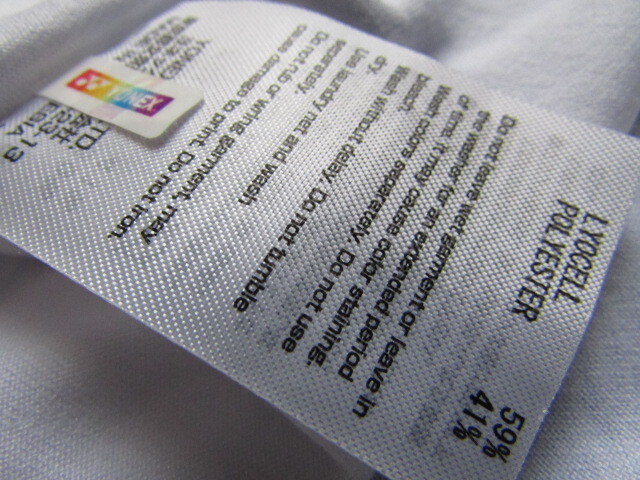 LYOCELL 59%
POLYESTER 41%
Do not leave wet garment or leave in
the washer for an extended period
of time. It may cause color staining.
Wash colors separately. Do not use
bleach.
Wash without delay. Do not tumble
dry.
Use laundry net and wash
separately.
Do not rub or wring garment, may
cause damage to print. Do not iron.
YONEX